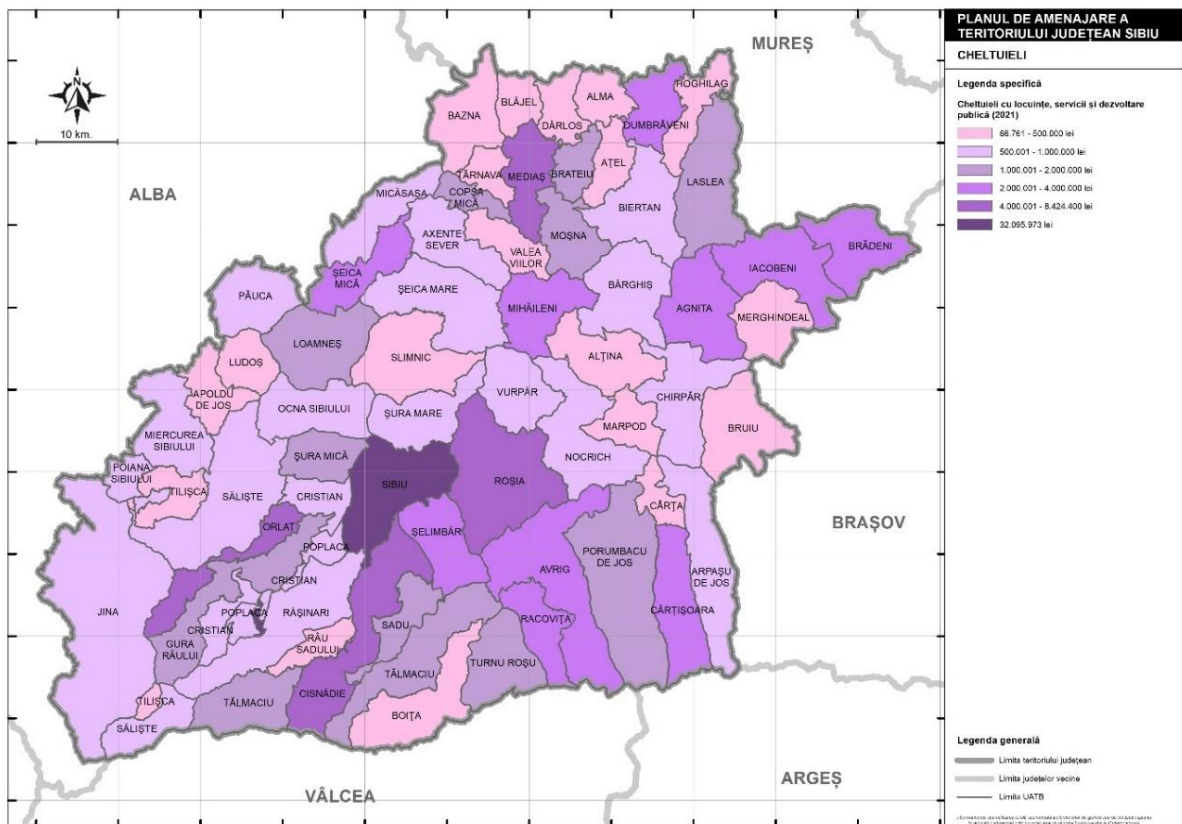 PLANUL DE AMENAJARE A
TERITORIULUI JUDEȚEAN SIBIU
CHELTUIELI
Legenda specifică
Cheltuieli cu locuințe, servicii și dezvoltare
publică (2021)
66.761 - 500.000 lei
500.001 - 1.000.000 lei
1.000.001 - 2.000.000 lei
2.000.001 - 4.000.000 lei
4.000.001 - 8.424.400 lei
32.095.973 lei
MUREȘ
N
10 km.
ALBA
BRAȘOV
VÂLCEA
ARGEȘ
HOGHILAG
BLĂJEL
ALMA
BAZNA
DÂRLOS
DUMBRĂVENI
AȚEL
TÂRNAVA
MEDIAȘ
BRATEIU
LASLEA
MICĂSASA
COPȘA
MICĂ
BIERTAN
AXENTE
SEVER
MOȘNA
VALEA
VIILOR
BRĂDENI
IACOBENI
ȘEICA
MICĂ
ȘEICA MARE
BÂRGHIȘ
PĂUCA
MIHĂILENI
AGNITA
MERGHINDEAL
LOAMNEȘ
SLIMNIC
ALȚINA
LUDOȘ
APOLDU
DE JOS
VURPĂR
CHIRPĂR
OCNA SIBIULUI
ȘURA MARE
MARPOD
BRUIU
MIERCUREA
SIBIULUI
ȘURA MICĂ
NOCRICH
POIANA
SIBIULUI
TILIȘCA
SĂLIȘTE
CRISTIAN
SIBIU
ROȘIA
CÂRȚA
ORLAT
POPLACA
ȘELIMBĂR
PORUMBACU
DE JOS
AVRIG
ARPAȘU
DE JOS
CRISTIAN
CÂRȚIȘOARA
JINA
POPLACA
RĂȘINARI
CRISTIAN
SADU
RACOVIȚA
GURA
RÂULUI
RÂU
SADULUI
TURNU ROȘU
TĂLMACIU
TILIȘCA
TĂLMACIU
CISNĂDIE
BOIȚA
SĂLIȘTE
Legenda generală
Limita teritoriului județean
Limita județelor vecine
Limita UATB